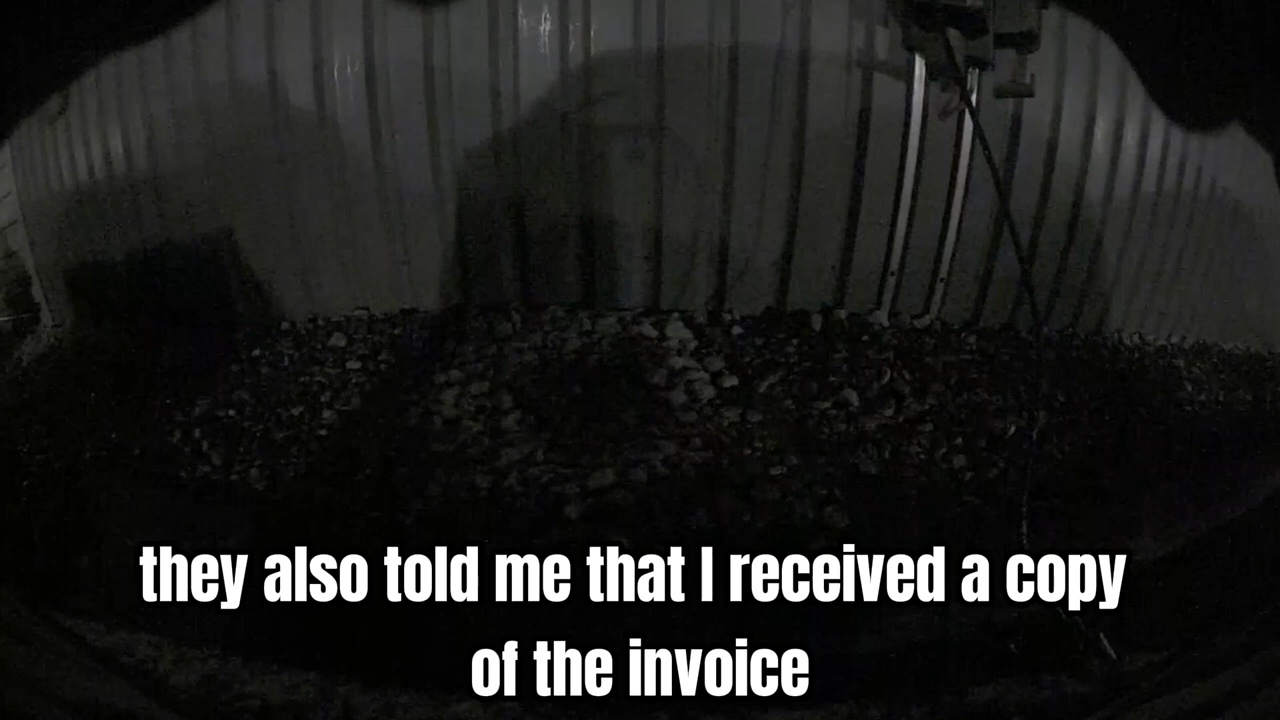 they also told me that I received a copy
of the invoice